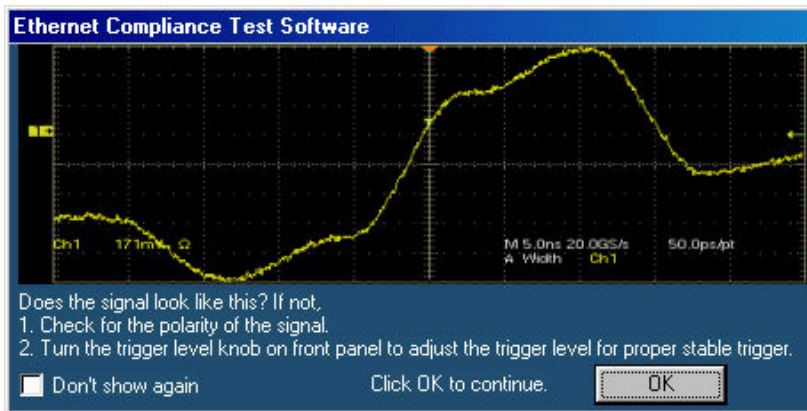 Ethernet Compliance Test Software
Ch1 171mV Ω
M 5.0ns 20.0GS/s 50.0ps/pt
A Width Ch1
Does the signal look like this? If not,
1. Check for the polarity of the signal.
2. Turn the trigger level knob on front panel to adjust the trigger level for proper stable trigger.
Don't show again
Click OK to continue.
OK